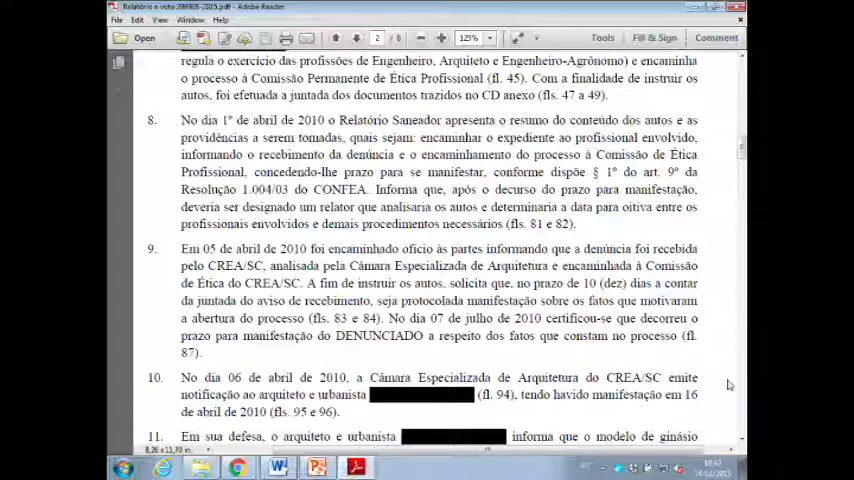 Relatório e voto 299909-2015.pdf - Adobe Reader
File Edit View Window Help
Open 2 / 8 125% Tools Fill & Sign Comment
regula o exercício das profissões de Engenheiro, Arquiteto e Engenheiro-Agrônomo) e encaminha
o processo à Comissão Permanente de Ética Profissional (fl. 45). Com a finalidade de instruir os
autos, foi efetuada a juntada dos documentos trazidos no CD anexo (fls. 47 a 49).
8. No dia 1º de abril de 2010 o Relatório Saneador apresenta o resumo do conteúdo dos autos e as
providências a serem tomadas, quais sejam: encaminhar o expediente ao profissional envolvido,
informando o recebimento da denúncia e o encaminhamento do processo à Comissão de Ética
Profissional, concedendo-lhe prazo para se manifestar, conforme dispõe § 1º do art. 9º da
Resolução 1.004/03 do CONFEA. Informa que, após o decurso do prazo para manifestação,
deveria ser designado um relator que analisaria os autos e determinaria a data para oitiva entre os
profissionais envolvidos e demais procedimentos necessários (fls. 81 e 82).
9. Em 05 de abril de 2010 foi encaminhado ofício às partes informando que a denúncia foi recebida
pelo CREA/SC, analisada pela Câmara Especializada de Arquitetura e encaminhada à Comissão
de Ética do CREA/SC. A fim de instruir os autos, solicita que, no prazo de 10 (dez) dias a contar
da juntada do aviso de recebimento, seja protocolada manifestação sobre os fatos que motivaram
a abertura do processo (fls. 83 e 84). No dia 07 de julho de 2010 certificou-se que decorreu o
prazo para manifestação do DENUNCIADO a respeito dos fatos que constam no processo (fl.
87).
10. No dia 06 de abril de 2010, a Câmara Especializada de Arquitetura do CREA/SC emite
notificação ao arquiteto e urbanista (fl. 94), tendo havido manifestação em 16
de abril de 2010 (fls. 95 e 96).
11. Em sua defesa, o arquiteto e urbanista informa que o modelo de ginásio
8,26 x 11,70 in
PT